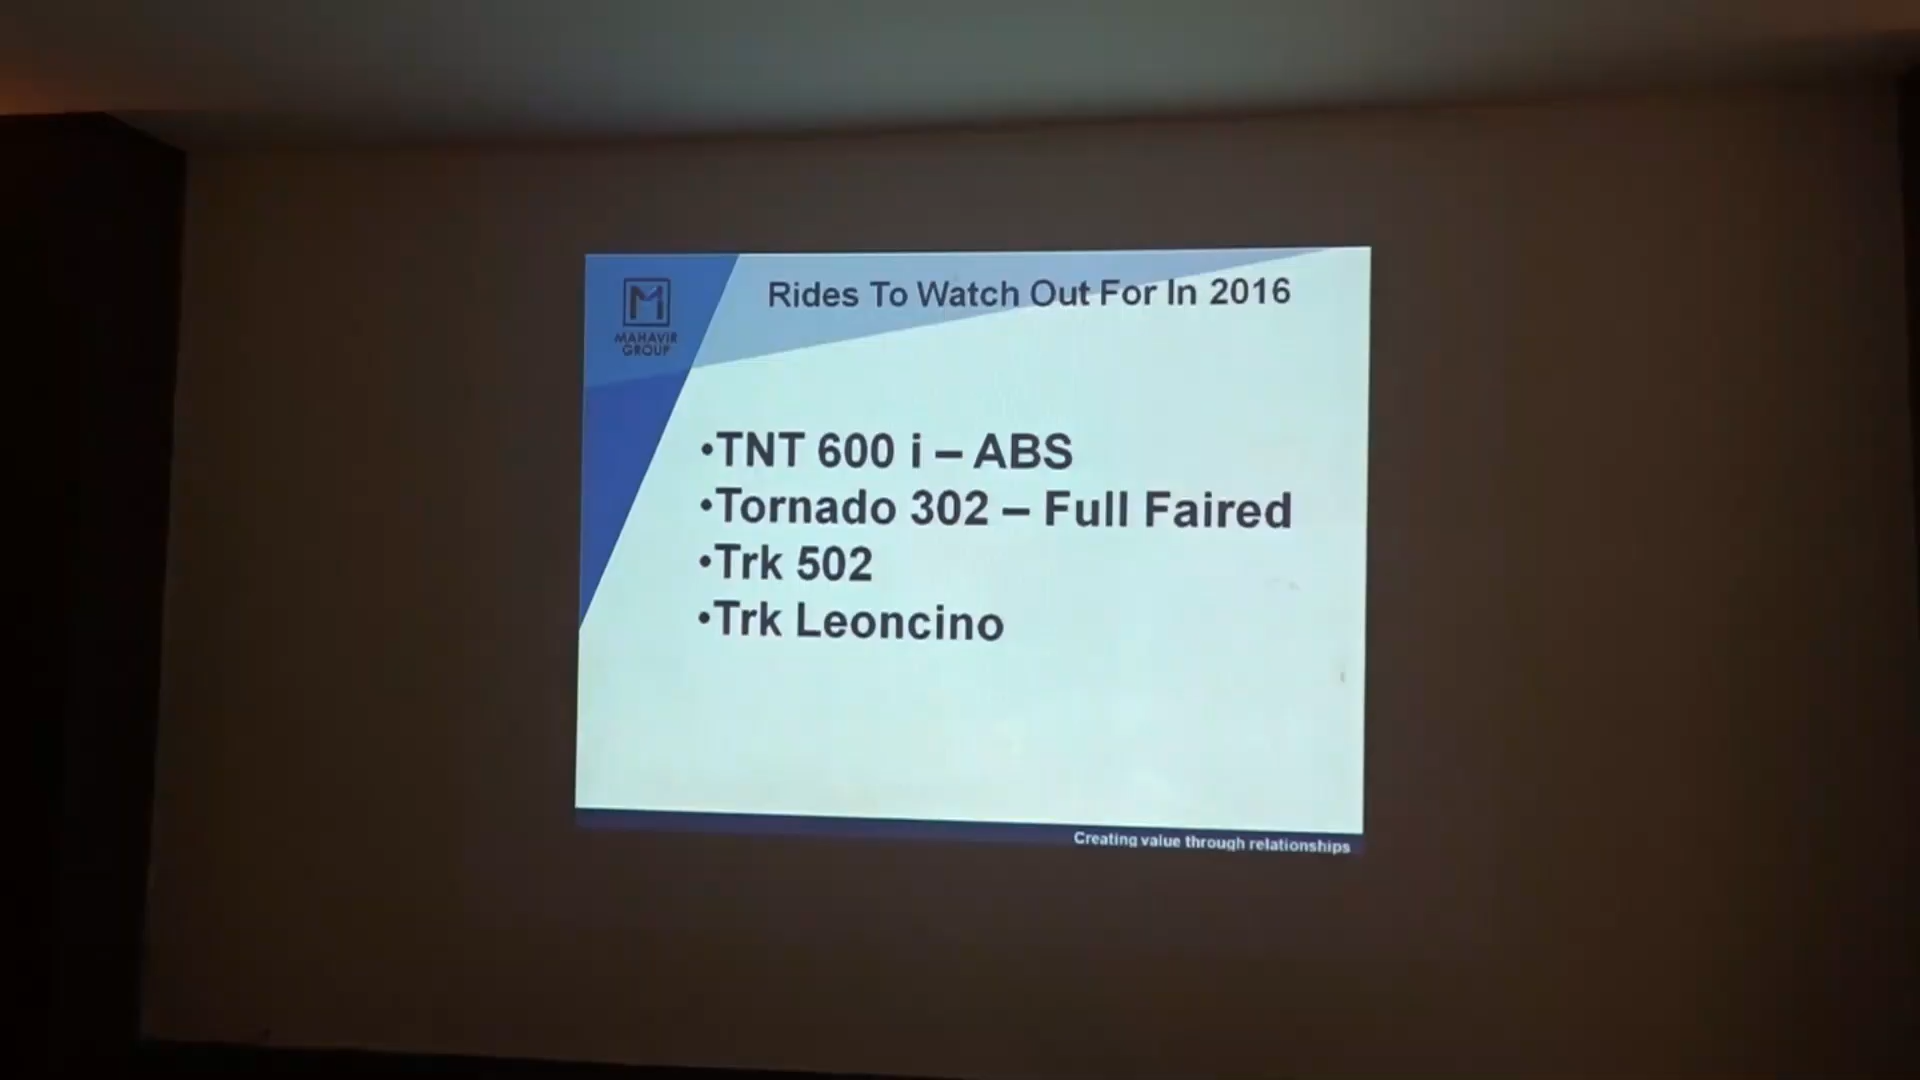 MAHAVIR
GROUP
Rides To Watch Out For In 2016
•TNT 600 i – ABS
•Tornado 302 – Full Faired
•Trk 502
•Trk Leoncino
Creating value through relationships